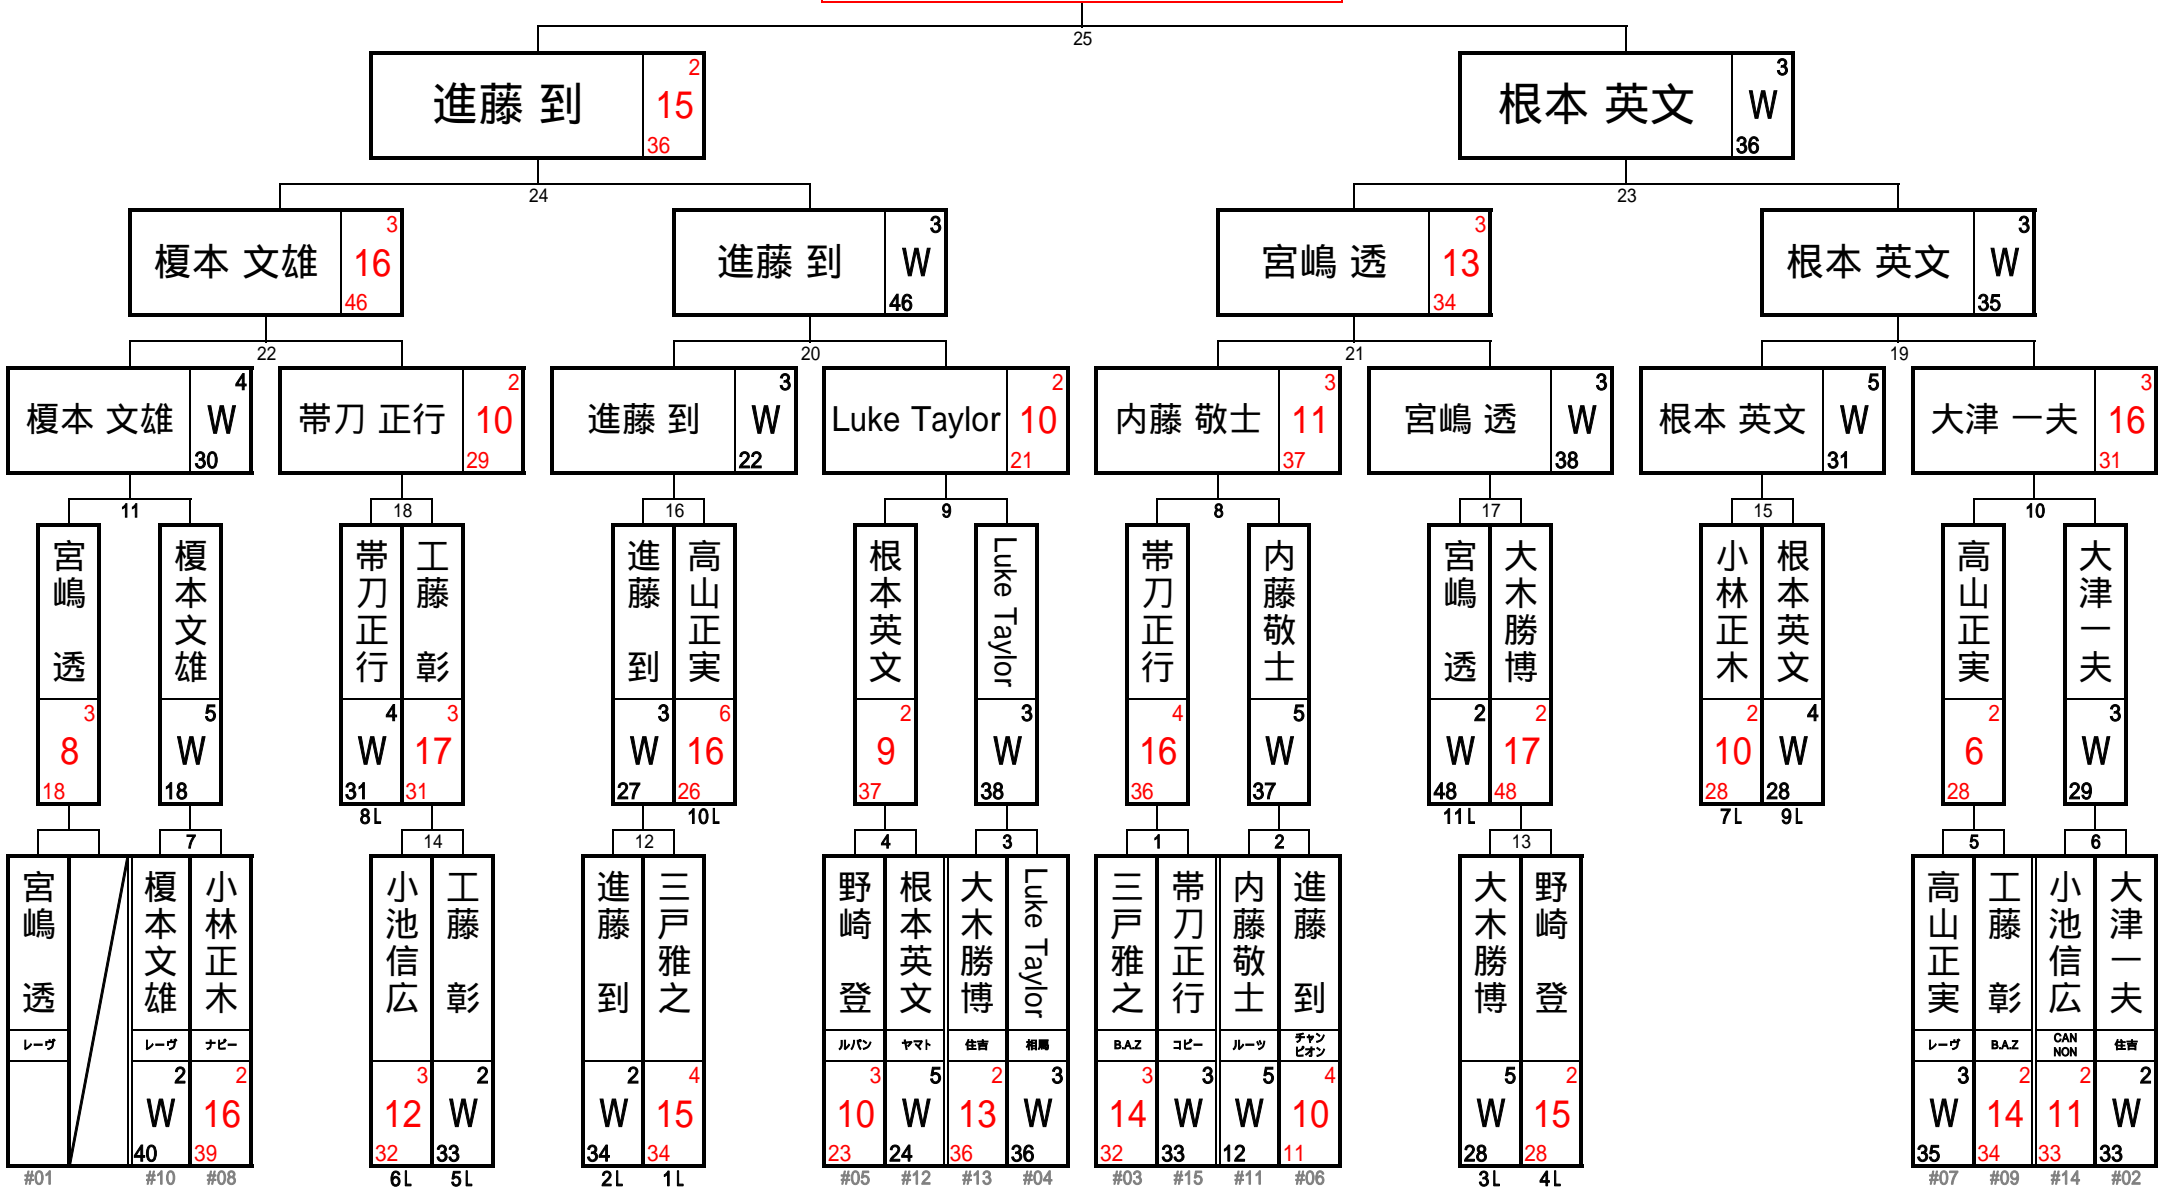 25
進藤 到 2 15 36
根本 英文 3 W 36
24
23
榎本 文雄 3 16 46
進藤 到 3 W 46
宮嶋 透 3 13 34
根本 英文 3 W 35
22
20
21
19
榎本 文雄 4 W 30
帯刀 正行 2 10 29
進藤 到 3 W 22
Luke Taylor 2 10 21
内藤 敬士 3 11 37
宮嶋 透 3 W 38
根本 英文 5 W 31
大津 一夫 3 16 31
11
18
16
9
8
17
15
10
宮嶋 透 3 8 18
榎本文雄 5 W 18
帯刀正行 4 W 31 8L
工藤 彰 3 17 31
進藤 到 3 W 27
高山正実 6 16 26 10L
根本英文 2 9 37
Luke Taylor 3 W 38
帯刀正行 4 16 36
内藤敬士 5 W 37
宮嶋 透 2 W 48 11L
大木勝博 2 17 48
小林正木 2 10 28 7L
根本英文 4 W 28 9L
高山正実 2 6 28
大津一夫 3 W 29
7
14
12
4
3
1
2
13
5
6
宮嶋 透 レーヴ #01
榎本文雄 レーヴ 2 W 40 #10
小林正木 ナビー 2 16 39 #08
小池信広 3 12 32 6L
工藤 彰 2 W 33 5L
進藤 到 2 W 34 2L
三戸雅之 4 15 34 1L
野崎 登 ルパン 3 10 23 #05
根本英文 ヤマト 5 W 24 #12
大木勝博 住吉 2 13 36 #13
Luke Taylor 相馬 3 W 36 #04
三戸雅之 B.A.Z 3 14 32 #03
帯刀正行 コピー 3 W 33 #15
内藤敬士 ルーツ 5 W 12 #11
進藤 到 チャンピオン 4 10 11 #06
大木勝博 5 W 28 3L
野崎 登 2 15 28 4L
高山正実 レーヴ 3 W 35 #07
工藤 彰 B.A.Z 2 14 34 #09
小池信広 CANNON 2 11 33 #14
大津一夫 住吉 2 W 33 #02